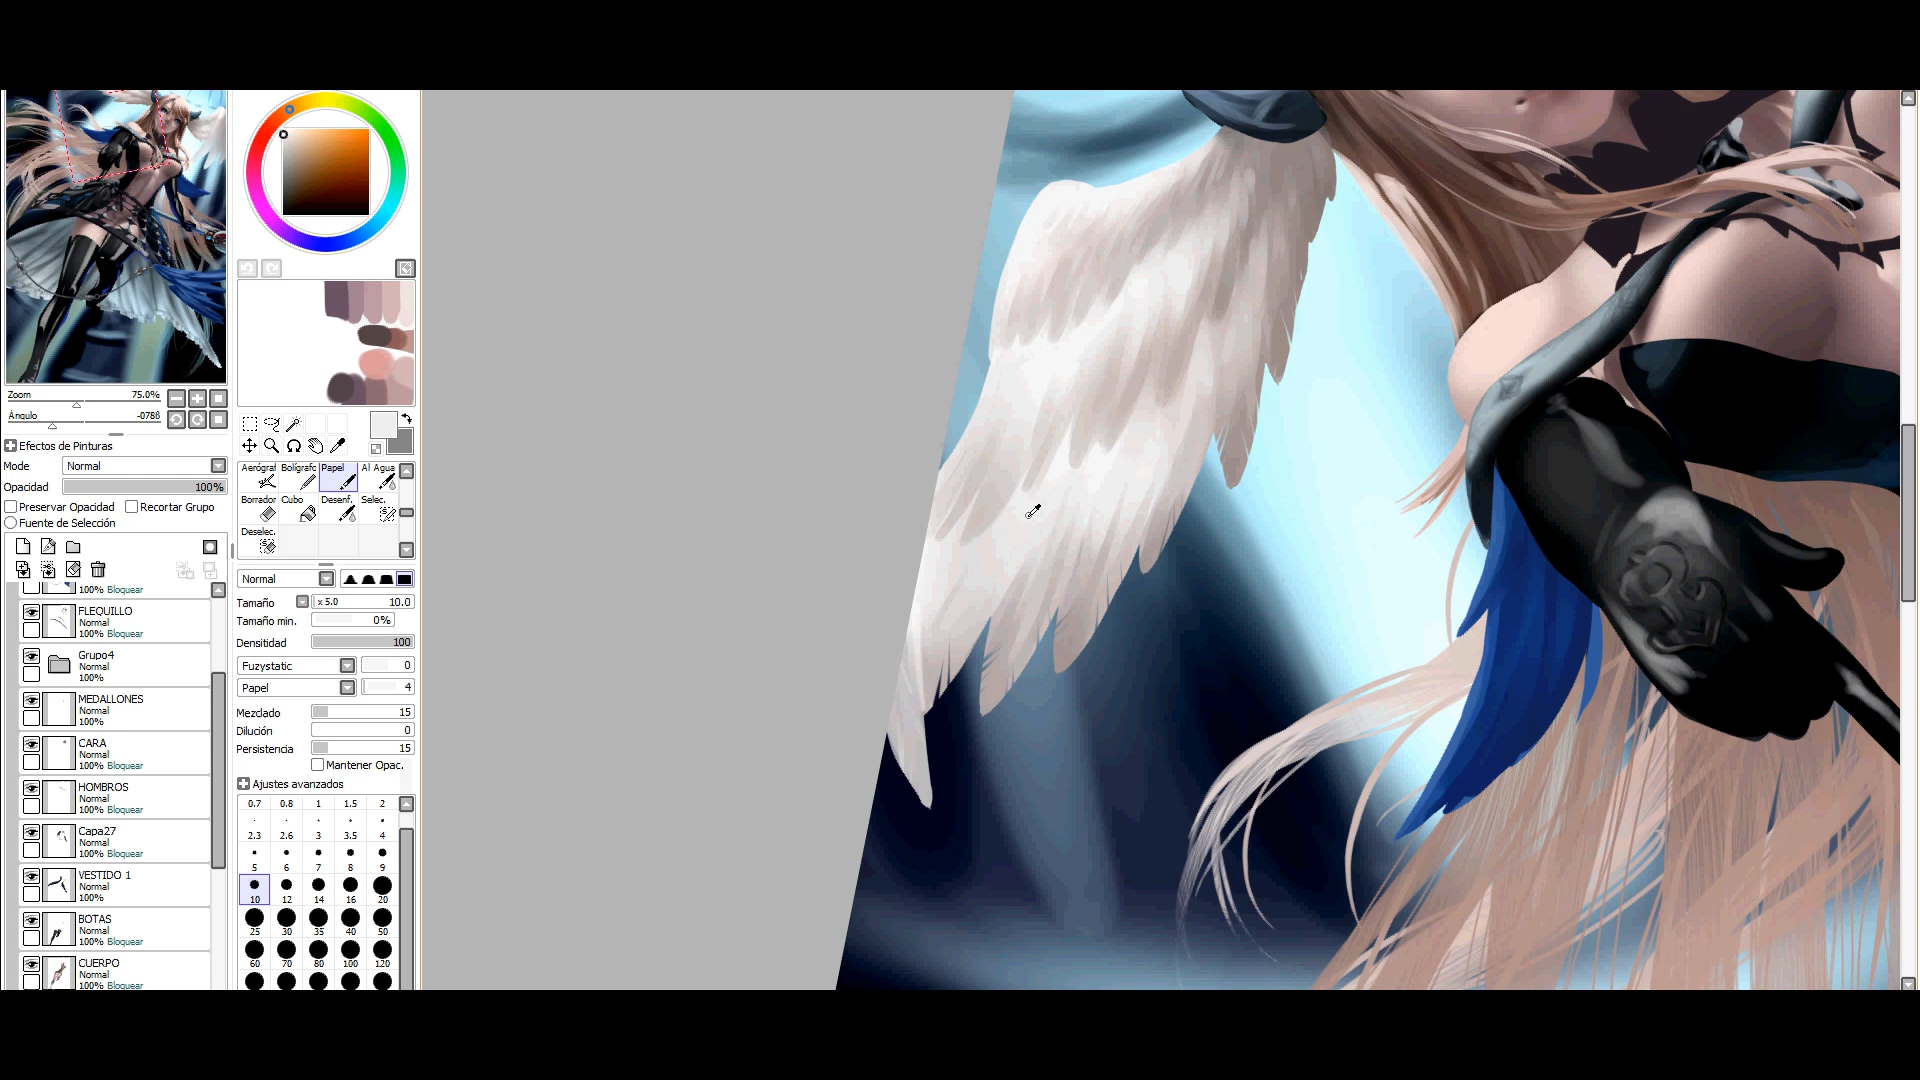 Zoom 75.0%
Ángulo -078ß
Efectos de Pinturas
Mode Normal
Opacidad 100%
Preservar Opacidad Recortar Grupo
Fuente de Selección
100% Bloquear
FLEQUILLO
Normal
100% Bloquear
Grupo4
Normal
100%
MEDALLONES
Normal
100%
CARA
Normal
100% Bloquear
HOMBROS
Normal
100% Bloquear
Capa27
Normal
100% Bloquear
VESTIDO 1
Normal
100%
BOTAS
Normal
100% Bloquear
CUERPO
Normal
100% Bloquear
Aerógraf Bolígrafo Papel Al Agua
Borrador Cubo Desenf. Selec.
Deselec.
Normal
Tamaño x 5.0 10.0
Tamaño min. 0%
Densitidad 100
Fuzystatic 0
Papel 4
Mezclado 15
Dilución 0
Persistencia 15
Mantener Opac.
Ajustes avanzados
0.7 0.8 1 1.5 2
2.3 2.6 3 3.5 4
5 6 7 8 9
10 12 14 16 20
25 30 35 40 50
60 70 80 100 120